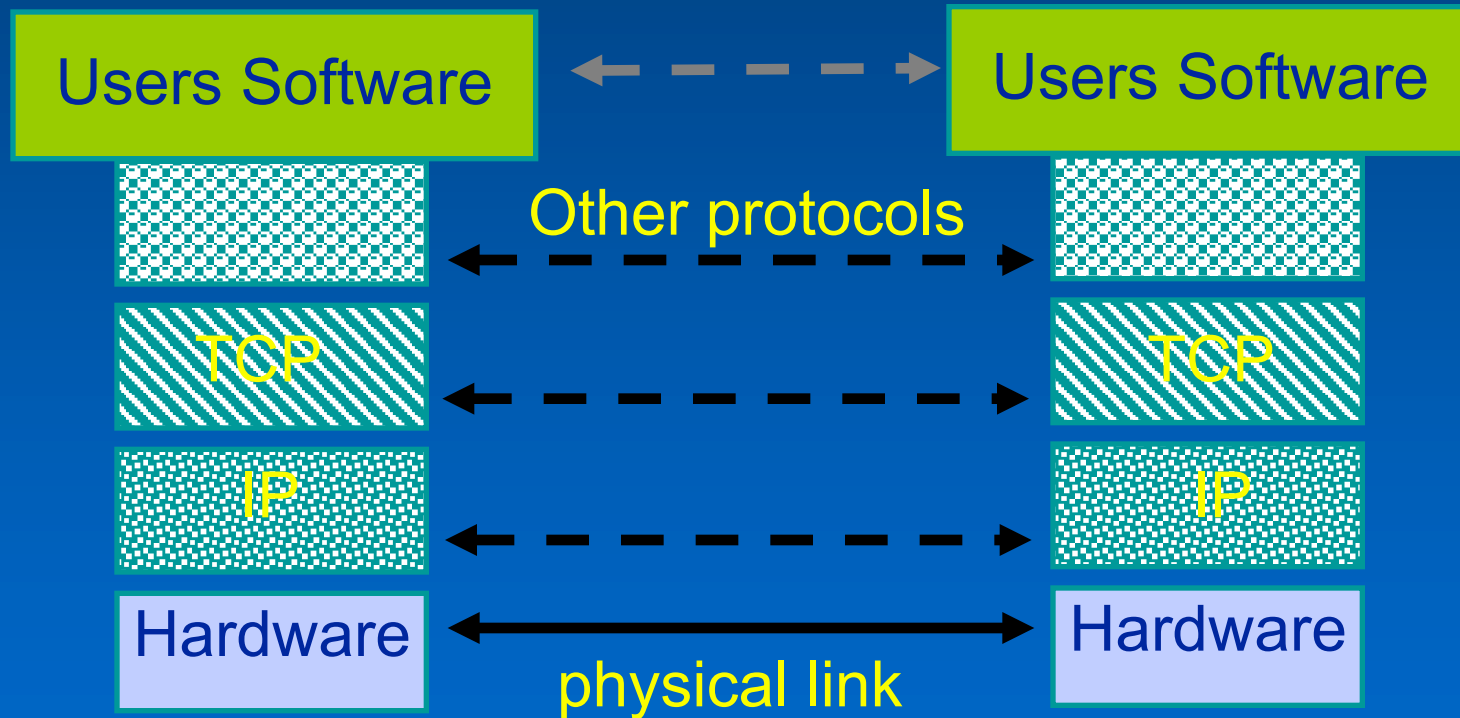 Users Software
Users Software
Other protocols
TCP
TCP
IP
IP
Hardware
Hardware
physical link